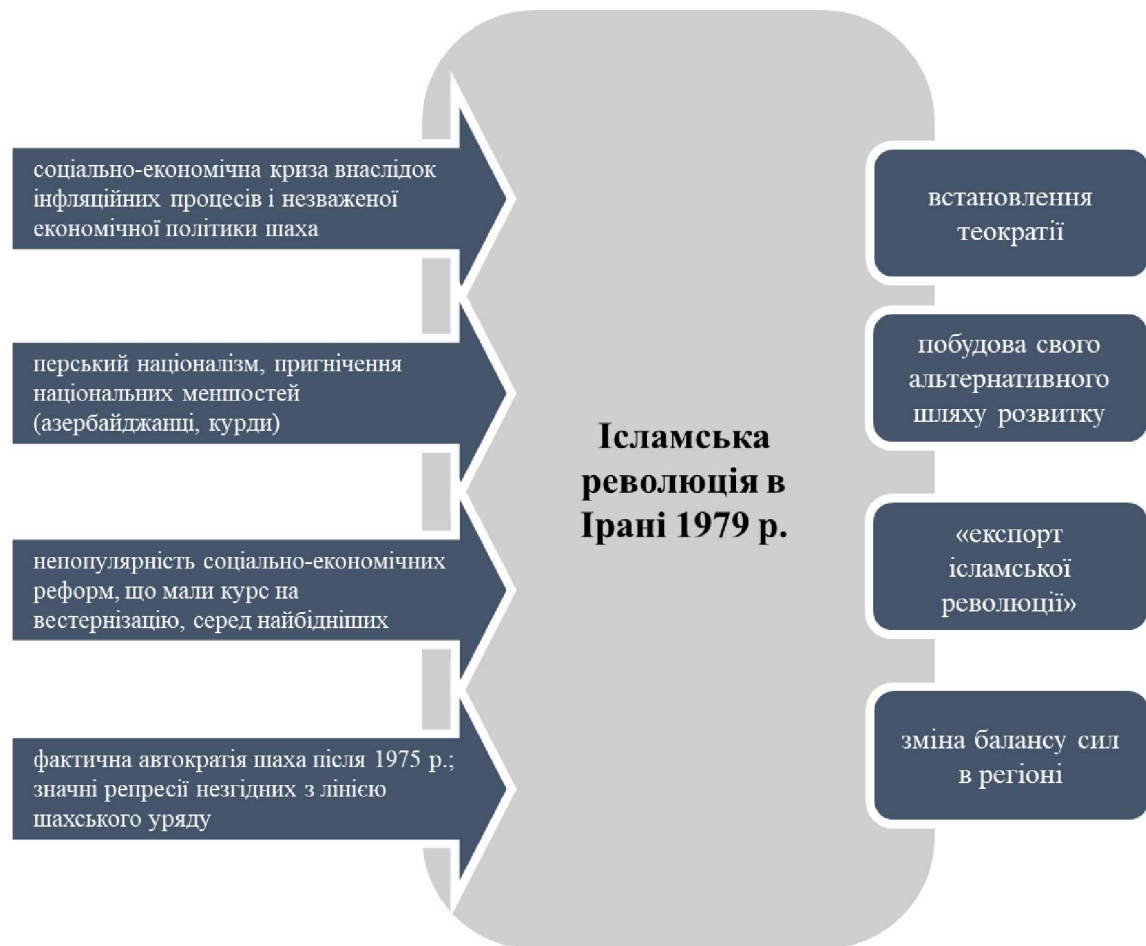 соціально-економічна криза внаслідок
інфляційних процесів і незваженої
економічної політики шаха
перський націоналізм, пригнічення
національних меншостей
(азербайджанці, курди)
непопулярність соціально-економічних
реформ, що мали курс на
вестернізацію, серед найбідніших
фактична автократія шаха після 1975 р.;
значні репресії незгідних з лінією
шахського уряду
Ісламська
революція в
Ірані 1979 р.
встановлення
теократії
побудова свого
альтернативного
шляху розвитку
«експорт
ісламської
революції»
зміна балансу сил
в регіоні